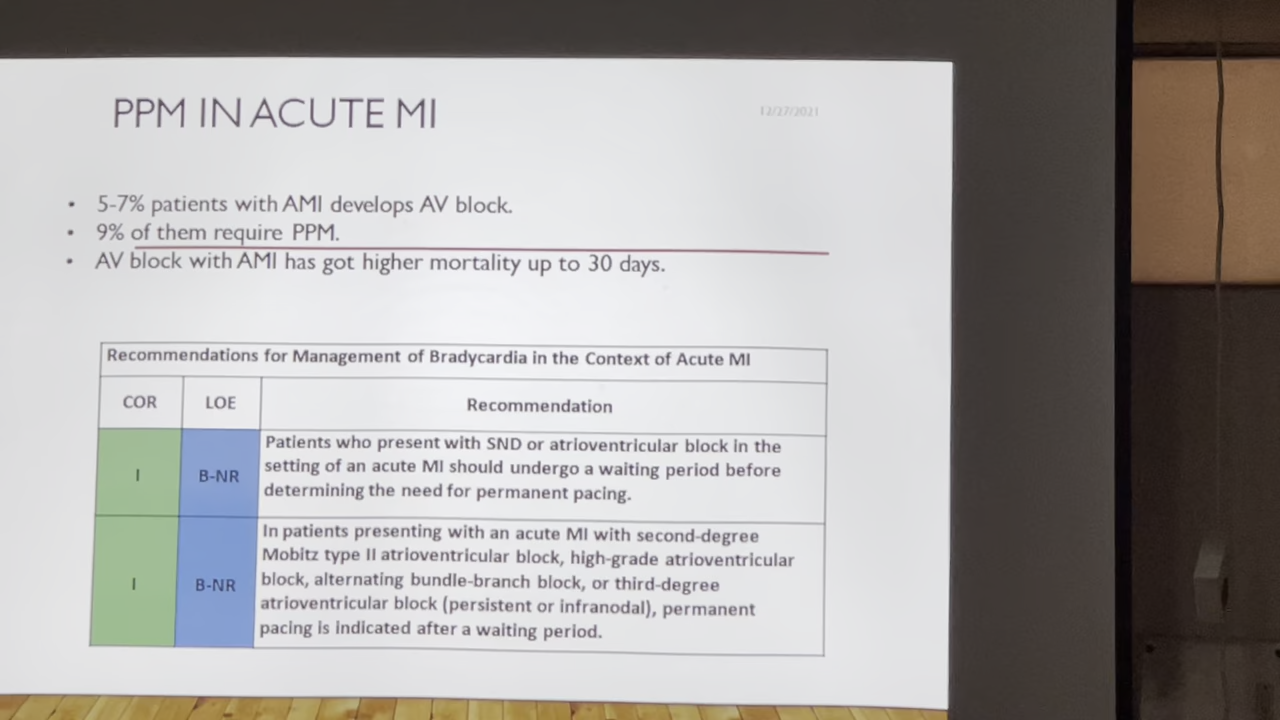 PPM IN ACUTE MI
12/27/2021
• 5-7% patients with AMI develops AV block.
• 9% of them require PPM.
• AV block with AMI has got higher mortality up to 30 days.
Recommendations for Management of Bradycardia in the Context of Acute MI
COR LOE Recommendation
I B-NR
Patients who present with SND or atrioventricular block in the
setting of an acute MI should undergo a waiting period before
determining the need for permanent pacing.
I B-NR
In patients presenting with an acute MI with second-degree
Mobitz type II atrioventricular block, high-grade atrioventricular
block, alternating bundle-branch block, or third-degree
atrioventricular block (persistent or infranodal), permanent
pacing is indicated after a waiting period.